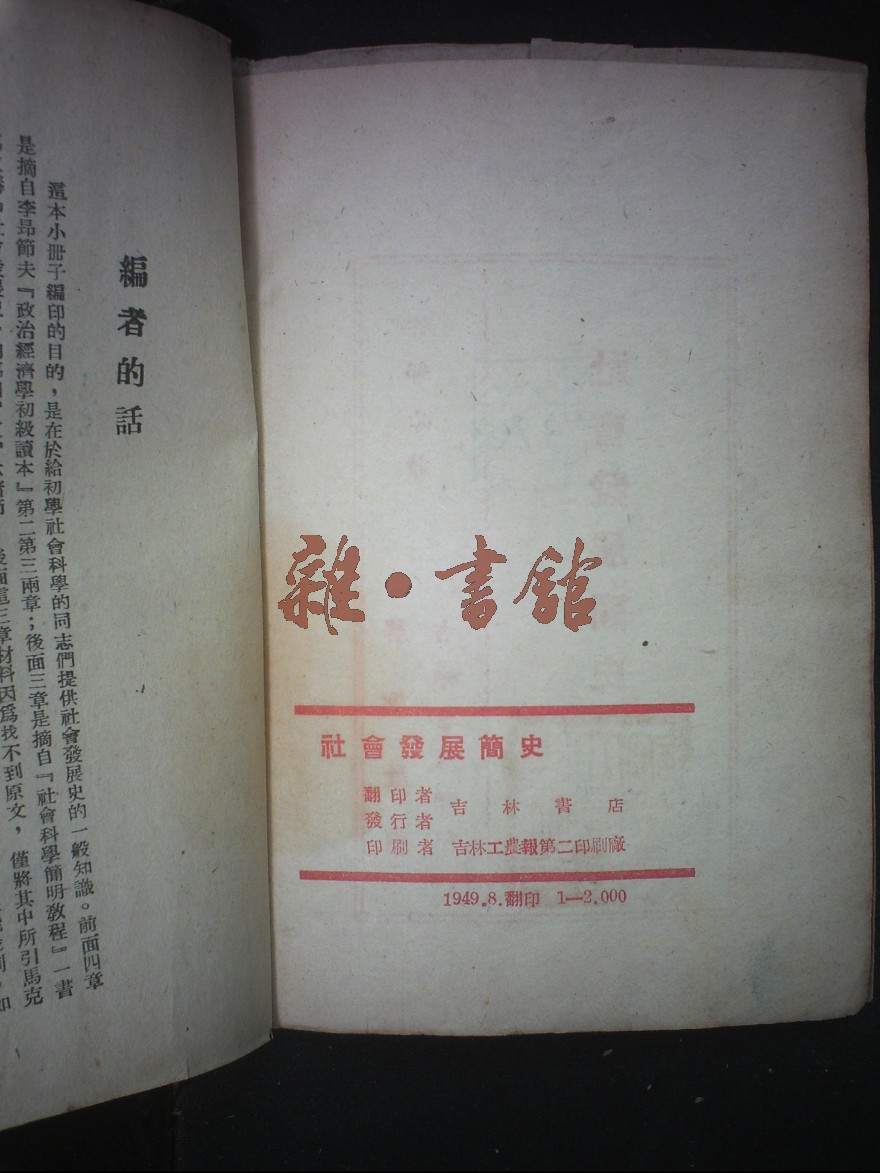 編者的話
這本小冊子編印的目的，是在於給初學社會科學的同志們提供社會發展史的一般知識。前面四章
是摘自李昂節夫『政治經濟學初級讀本』第二第三兩章；後面三章是摘自『社會科學簡明敎程』一書
後面這三章材料因爲找不到原文，僅將其中所引馬克
雜·書館
社會發展簡史
翻印者
發行者
吉林書店
印刷者 吉林工農報第二印刷廠
1949.8.翻印 1—2.000